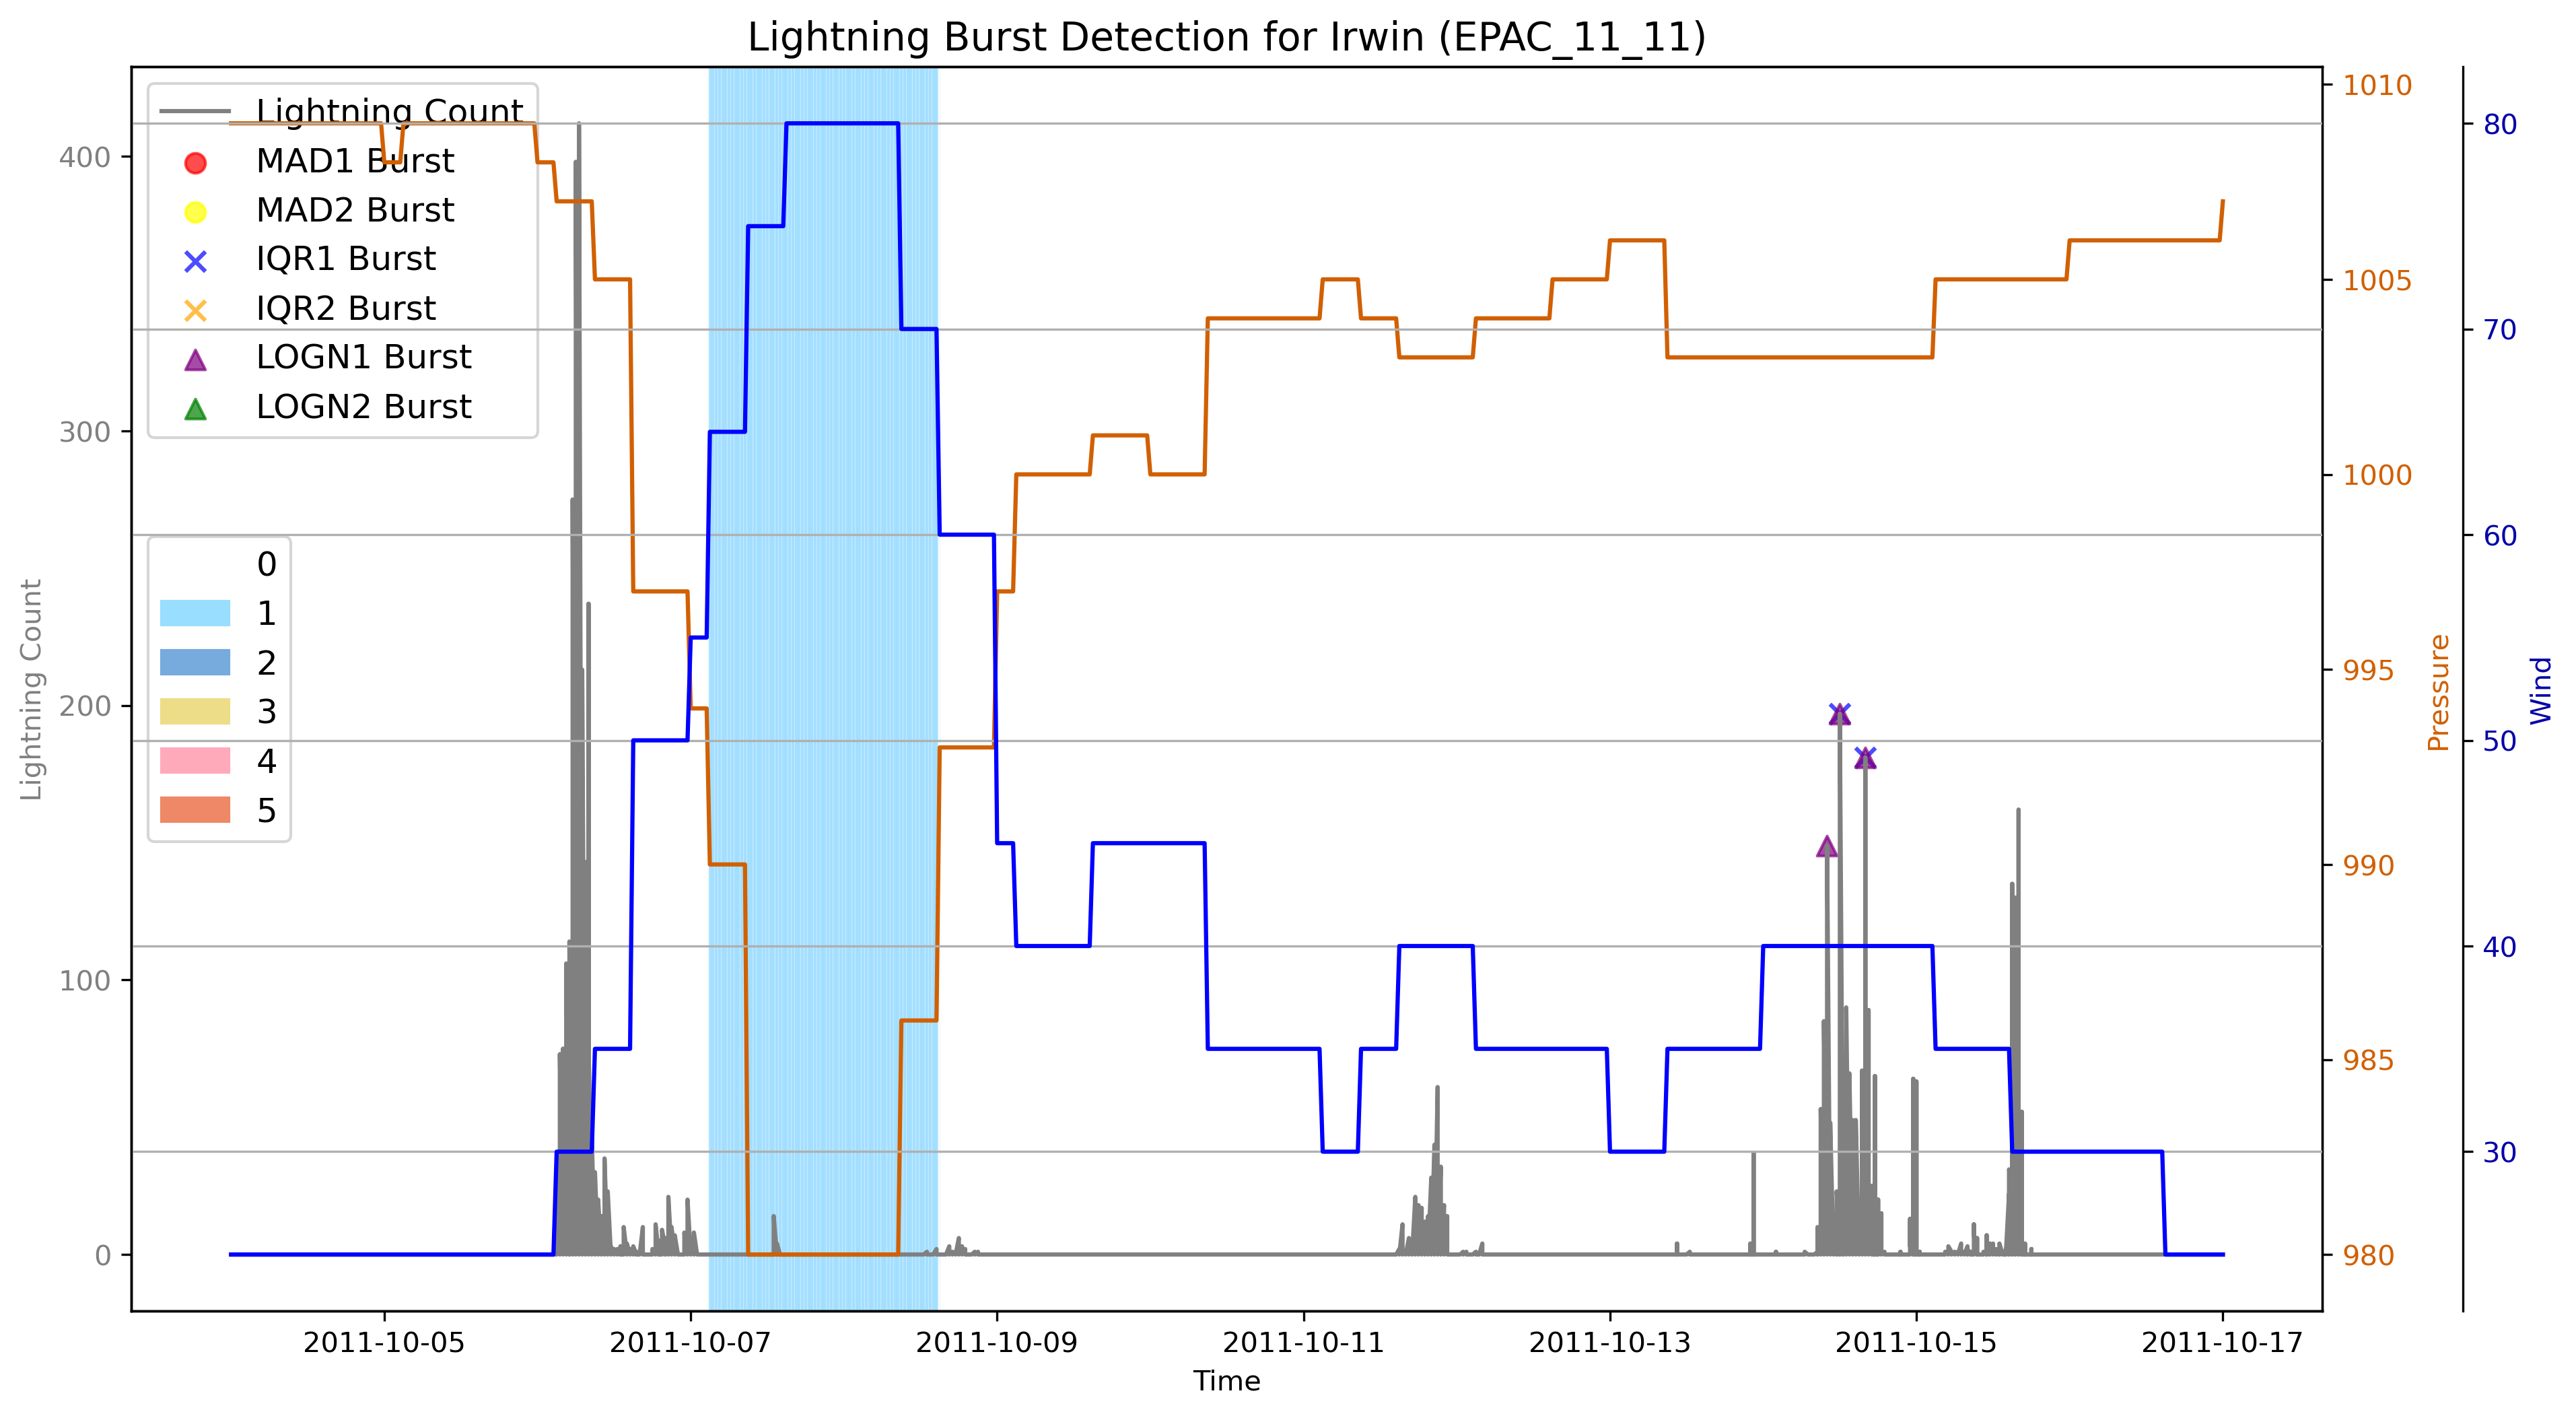 Lightning Burst Detection for Irwin (EPAC_11_11)
Lightning Count
MAD1 Burst
MAD2 Burst
IQR1 Burst
IQR2 Burst
LOGN1 Burst
LOGN2 Burst
0
1
2
3
4
5
Lightning Count
400
300
200
100
0
1010
1005
1000
995
990
985
980
Pressure
80
70
60
50
40
30
Wind
2011-10-05
2011-10-07
2011-10-09
2011-10-11
2011-10-13
2011-10-15
2011-10-17
Time